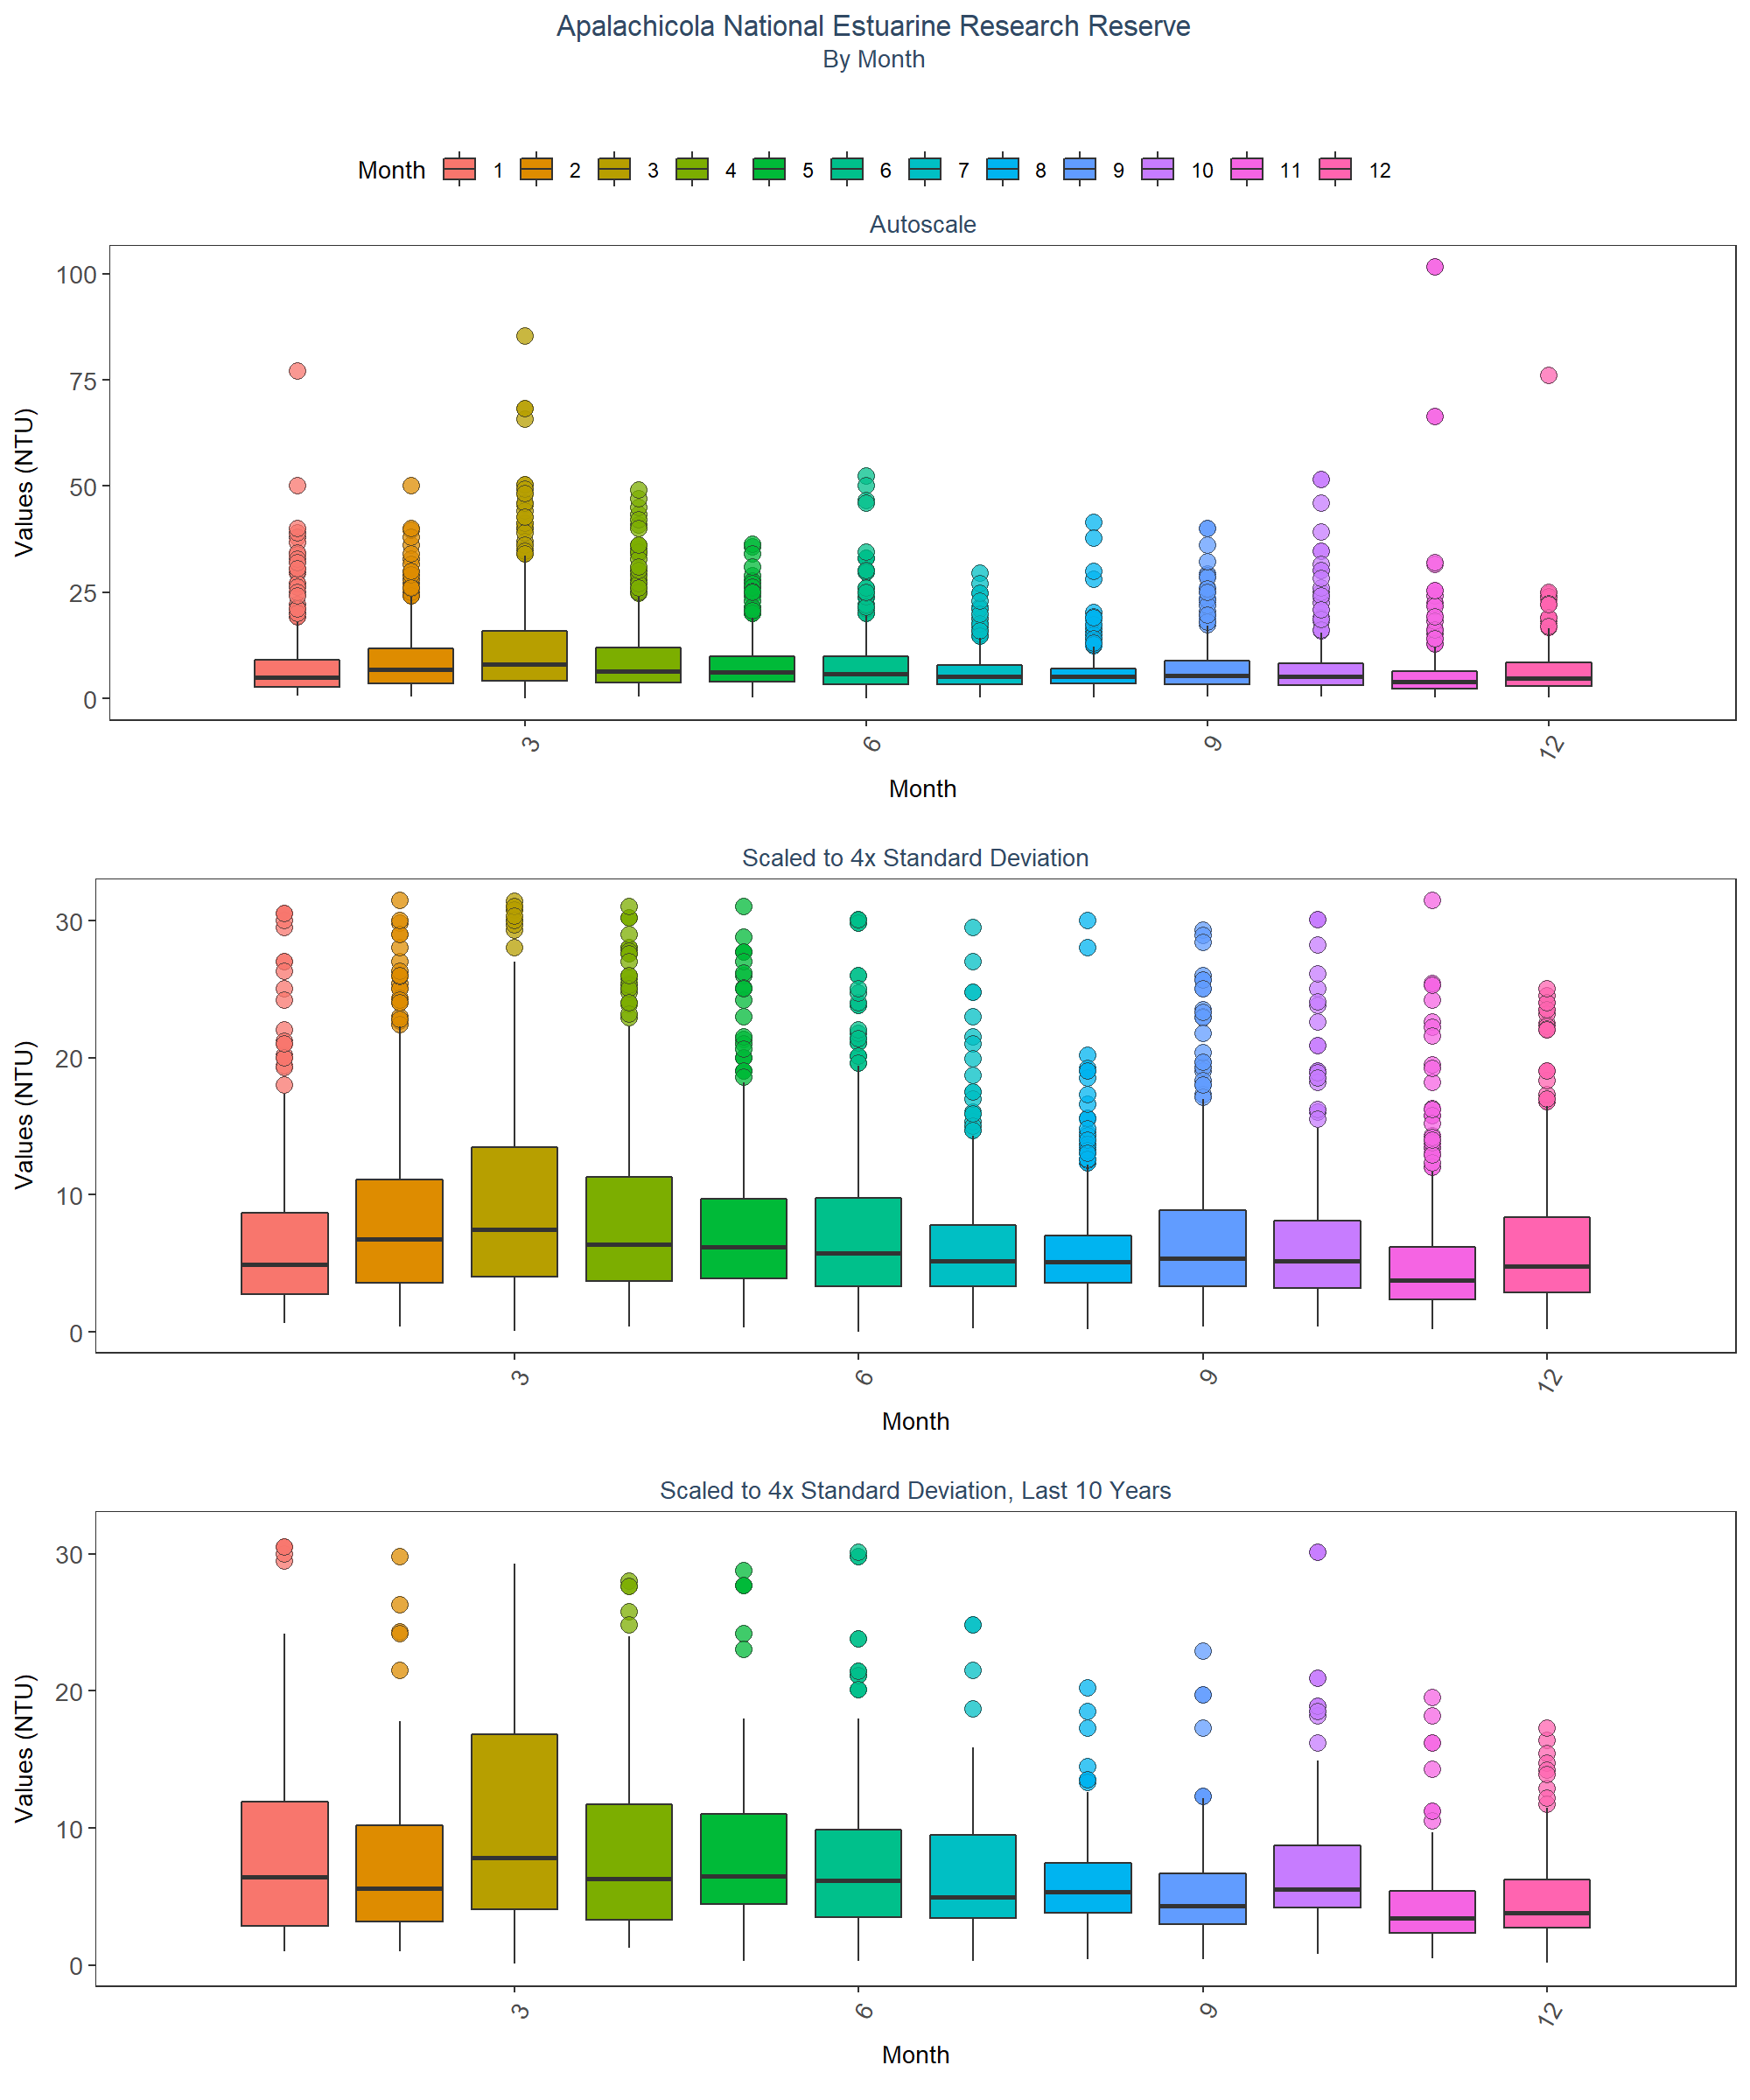 Apalachicola National Estuarine Research Reserve
By Month
Month 1 2 3 4 5 6 7 8 9 10 11 12
Autoscale
Values (NTU)
100
75
50
25
0
3 6 9 12
Month
Scaled to 4x Standard Deviation
Values (NTU)
30
20
10
0
3 6 9 12
Month
Scaled to 4x Standard Deviation, Last 10 Years
Values (NTU)
30
20
10
0
3 6 9 12
Month